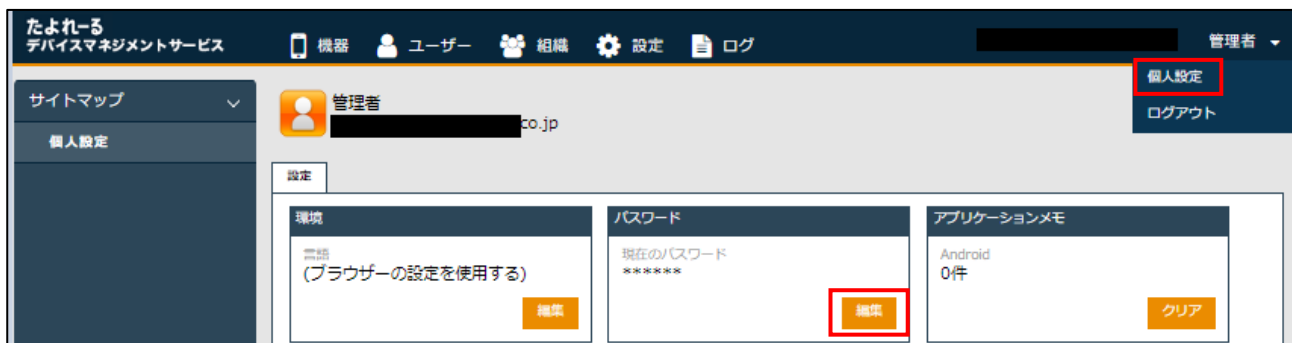 たよれーる
デバイスマネジメントサービス
機器 ユーザー 組織 設定 ログ
管理者
個人設定
ログアウト
サイトマップ
個人設定
管理者
co.jp
設定
環境
言語
(ブラウザーの設定を使用する)
編集
パスワード
現在のパスワード
******
編集
アプリケーションメモ
Android
0件
クリア